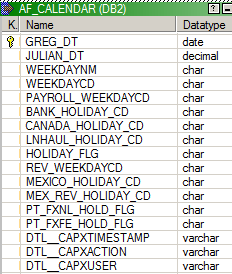 AF_CALENDAR (DB2)
K. Name Datatype
GREG_DT date
JULIAN_DT decimal
WEEKDAYNM char
WEEKDAYCD char
PAYROLL_WEEKDAYCD char
BANK_HOLIDAY_CD char
CANADA_HOLIDAY_CD char
LNHAUL_HOLIDAY_CD char
HOLIDAY_FLG char
REV_WEEKDAYCD char
MEXICO_HOLIDAY_CD char
MEX_REV_HOLIDAY_CD char
PT_FXNL_HOLD_FLG char
PT_FXFE_HOLD_FLG char
DTL__CAPXTIMESTAMP varchar
DTL__CAPXACTION varchar
DTL__CAPXUSER varchar